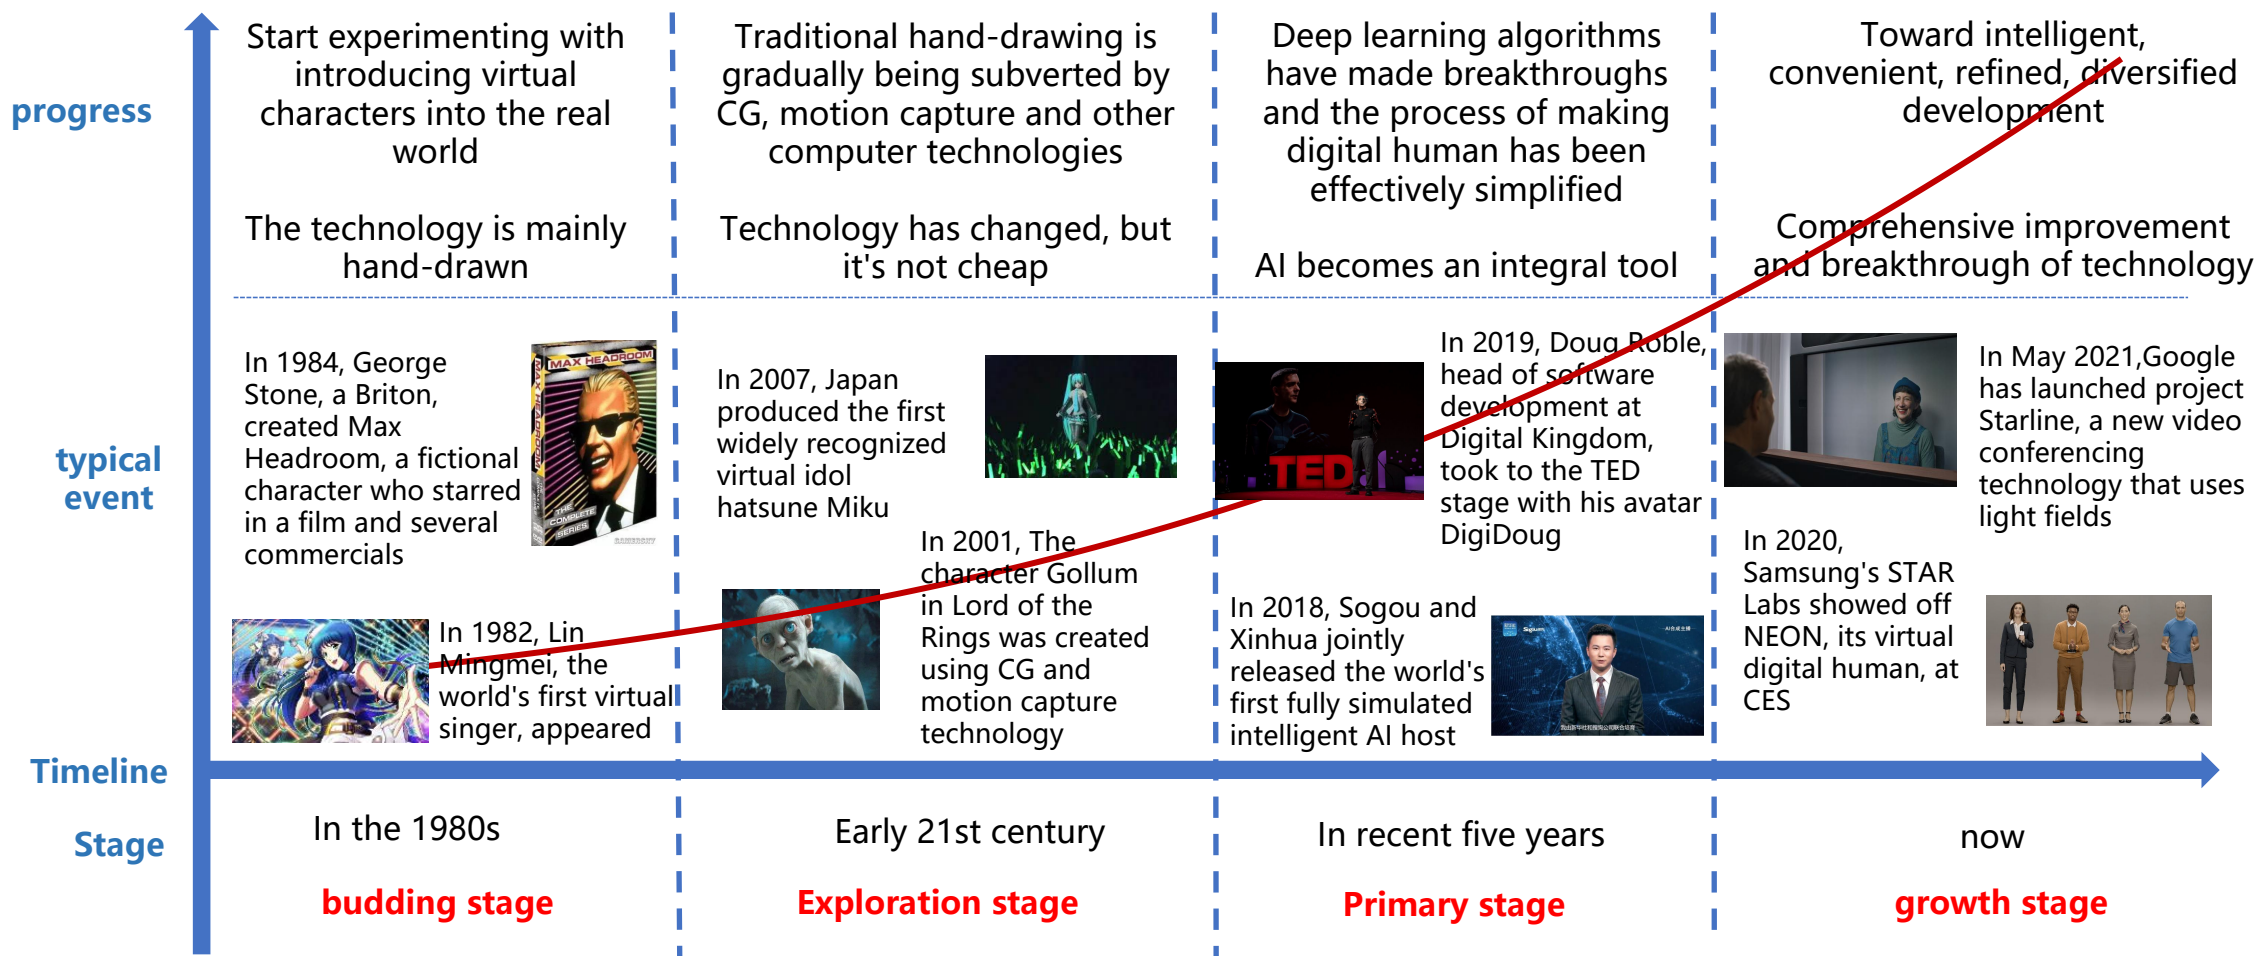 progress
Start experimenting with
introducing virtual
characters into the real
world
The technology is mainly
hand-drawn
Traditional hand-drawing is
gradually being subverted by
CG, motion capture and other
computer technologies
Technology has changed, but
it's not cheap
Deep learning algorithms
have made breakthroughs
and the process of making
digital human has been
effectively simplified
AI becomes an integral tool
Toward intelligent,
convenient, refined, diversified
development
Comprehensive improvement
and breakthrough of technology
typical
event
In 1984, George
Stone, a Briton,
created Max
Headroom, a fictional
character who starred
in a film and several
commercials
MAX HEADROOM
MAX HEADROOM
THE
COMPLETE
SERIES
In 1982, Lin
Mingmei, the
world's first virtual
singer, appeared
In 2007, Japan
produced the first
widely recognized
virtual idol
hatsune Miku
In 2001, The
character Gollum
in Lord of the
Rings was created
using CG and
motion capture
technology
TED
In 2019, Doug Roble,
head of software
development at
Digital Kingdom,
took to the TED
stage with his avatar
DigiDoug
In 2018, Sogou and
Xinhua jointly
released the world's
first fully simulated
intelligent AI host
In May 2021,Google
has launched project
Starline, a new video
conferencing
technology that uses
light fields
In 2020,
Samsung's STAR
Labs showed off
NEON, its virtual
digital human, at
CES
Timeline
Stage
In the 1980s
Early 21st century
In recent five years
now
budding stage
Exploration stage
Primary stage
growth stage